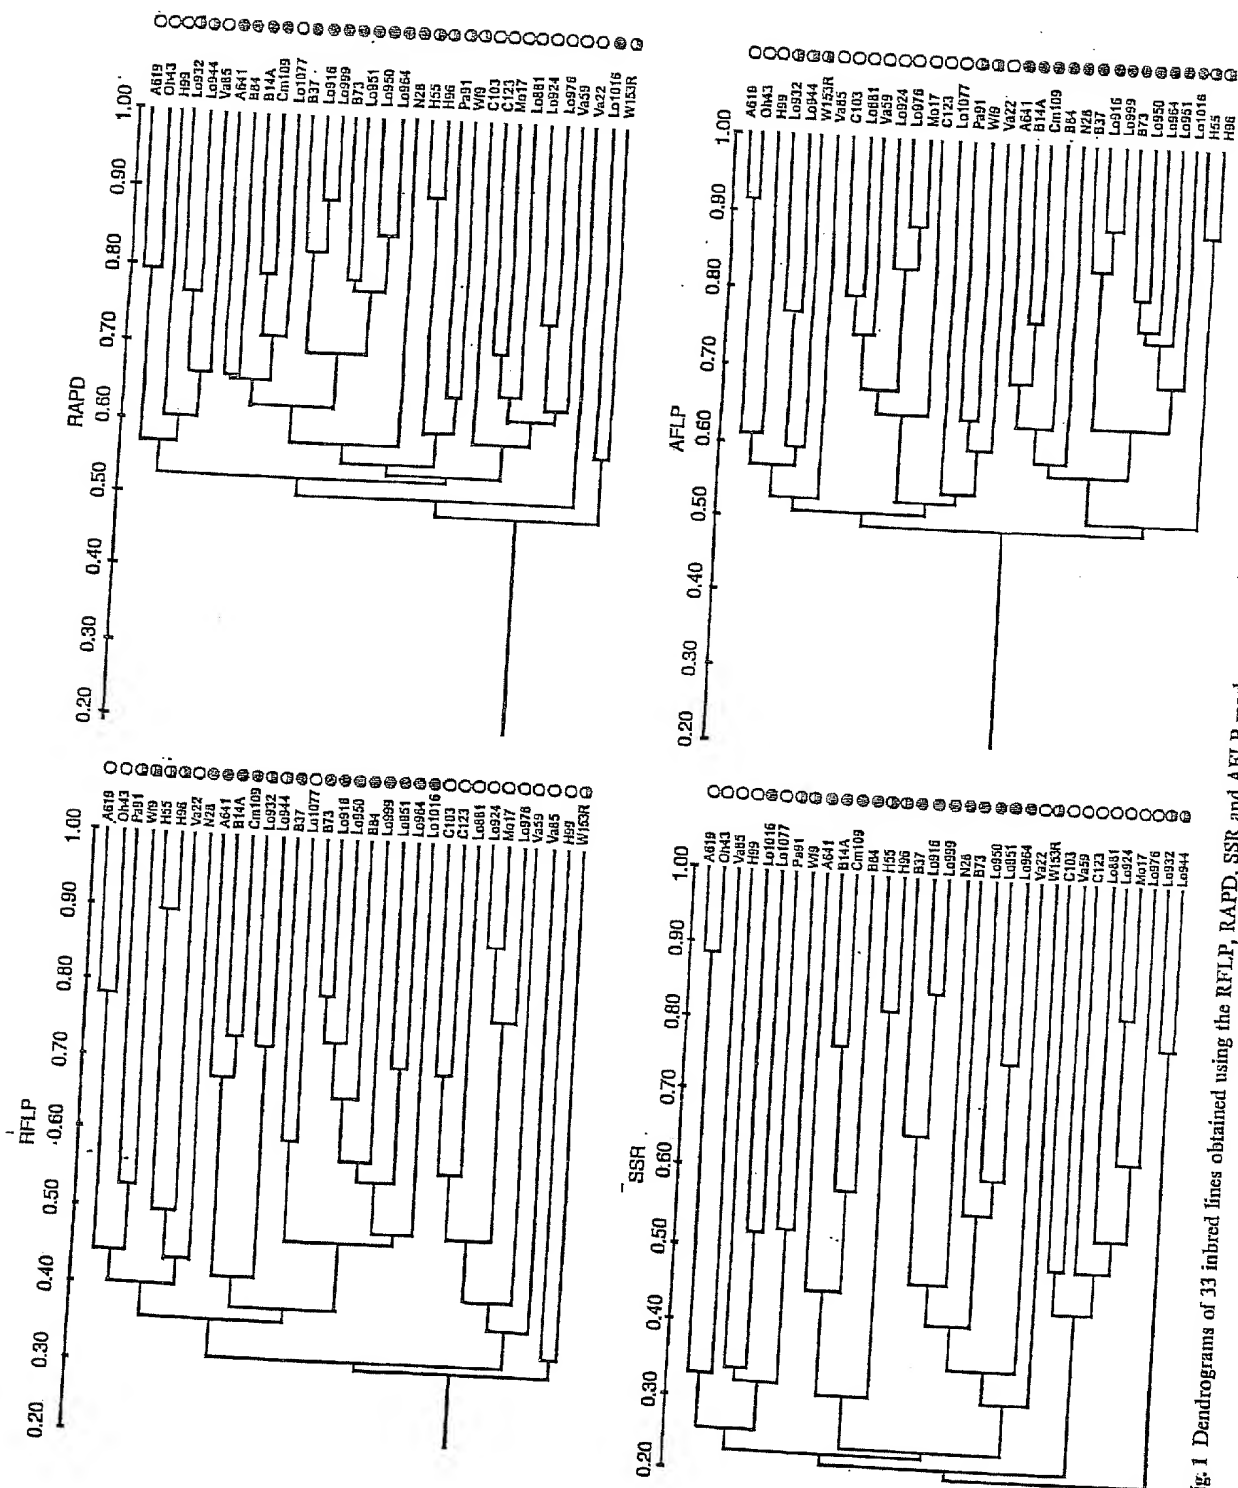 RAPD
1.00
0.90
0.80
0.70
0.60
0.50
0.40
0.30
0.20
A619
Oh43
H99
Lo932
Lo944
Va85
A641
B84
B14A
Cm109
Lo1077
B37
Lo916
Lo999
B73
Lo951
Lo950
Lo964
N28
H55
H96
Pa91
Wf9
C103
C123
Mo17
Lo881
Lo924
Lo976
Va59
Va22
Lo1016
W153R
AFLP
1.00
0.90
0.80
0.70
0.60
0.50
0.40
0.30
0.20
A619
Oh43
H99
Lo932
Lo944
W153R
Va85
C103
Lo881
Va59
Lo924
Lo976
Mo17
C123
Lo1077
Pa91
Wf9
Va22
A641
B14A
Cm109
B84
N28
B37
Lo916
Lo999
B73
Lo950
Lo964
Lo951
Lo1016
H55
H96
RFLP
1.00
0.90
0.80
0.70
0.60
0.50
0.40
0.30
0.20
A619
Oh43
Pa91
Wf9
H55
H96
Va22
N28
A641
B14A
Cm109
Lo932
Lo944
B37
Lo1077
B73
Lo916
Lo950
B84
Lo999
Lo951
Lo964
Lo1016
C103
C123
Lo881
Lo924
Mo17
Lo976
Va59
Va85
H99
W153R
SSR
1.00
0.90
0.80
0.70
0.60
0.50
0.40
0.30
0.20
A619
Oh43
Va85
H99
Lo1016
Lo1077
Pa91
Wf9
A641
B14A
Cm109
B84
H55
H96
B37
Lo916
Lo999
N28
B73
Lo950
Lo951
Lo964
Va22
W153R
C103
Va59
C123
Lo881
Lo924
Mo17
Lo976
Lo932
Lo944
ig. 1 Dendrograms of 33 inbred lines obtained using the RFLP, RAPD, SSR and AFLP